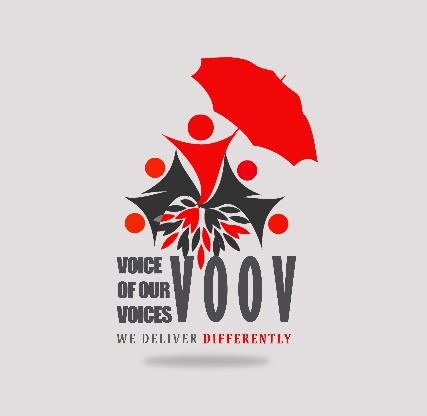 VOICE
OF OUR
VOICES
VOOV
WE DELIVER DIFFERENTLY